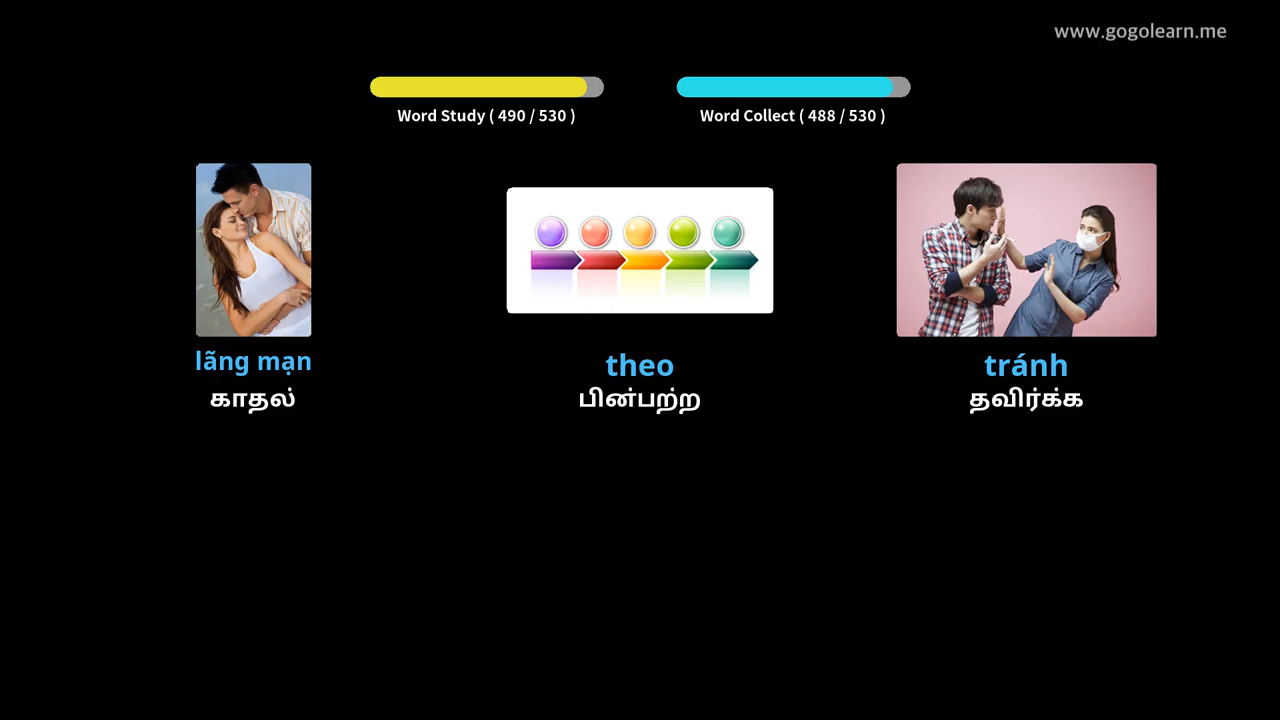 www.gogolearn.me
Word Study ( 490 / 530 )
Word Collect ( 488 / 530 )
lãng mạn
காதல்
theo
பின்பற்ற
tránh
தவிர்க்க